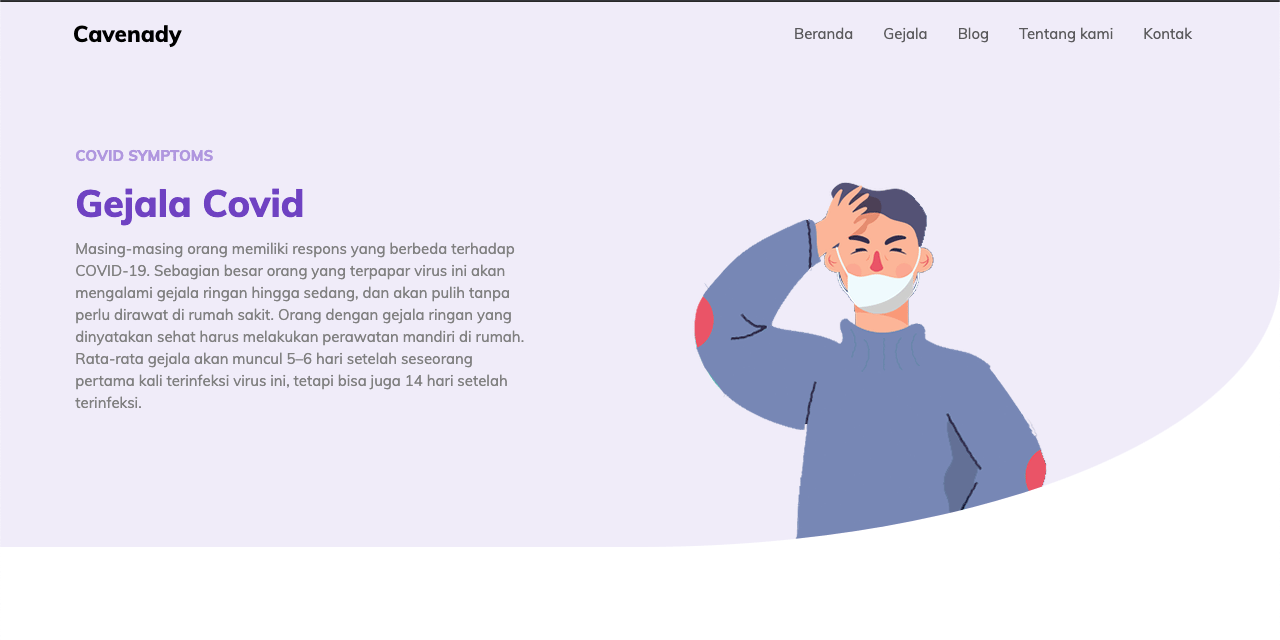 Cavenady
Beranda Gejala Blog Tentang kami Kontak
COVID SYMPTOMS
Gejala Covid
Masing-masing orang memiliki respons yang berbeda terhadap
COVID-19. Sebagian besar orang yang terpapar virus ini akan
mengalami gejala ringan hingga sedang, dan akan pulih tanpa
perlu dirawat di rumah sakit. Orang dengan gejala ringan yang
dinyatakan sehat harus melakukan perawatan mandiri di rumah.
Rata-rata gejala akan muncul 5–6 hari setelah seseorang
pertama kali terinfeksi virus ini, tetapi bisa juga 14 hari setelah
terinfeksi.